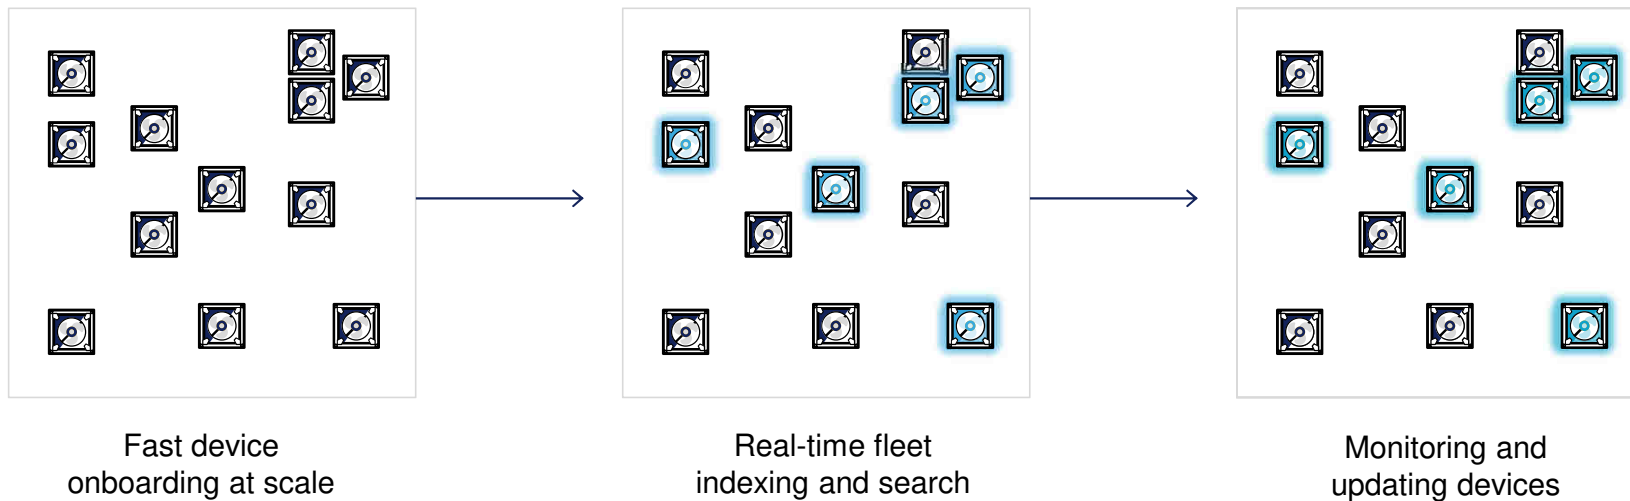 Fast device
onboarding at scale
Real-time fleet
indexing and search
Monitoring and
updating devices